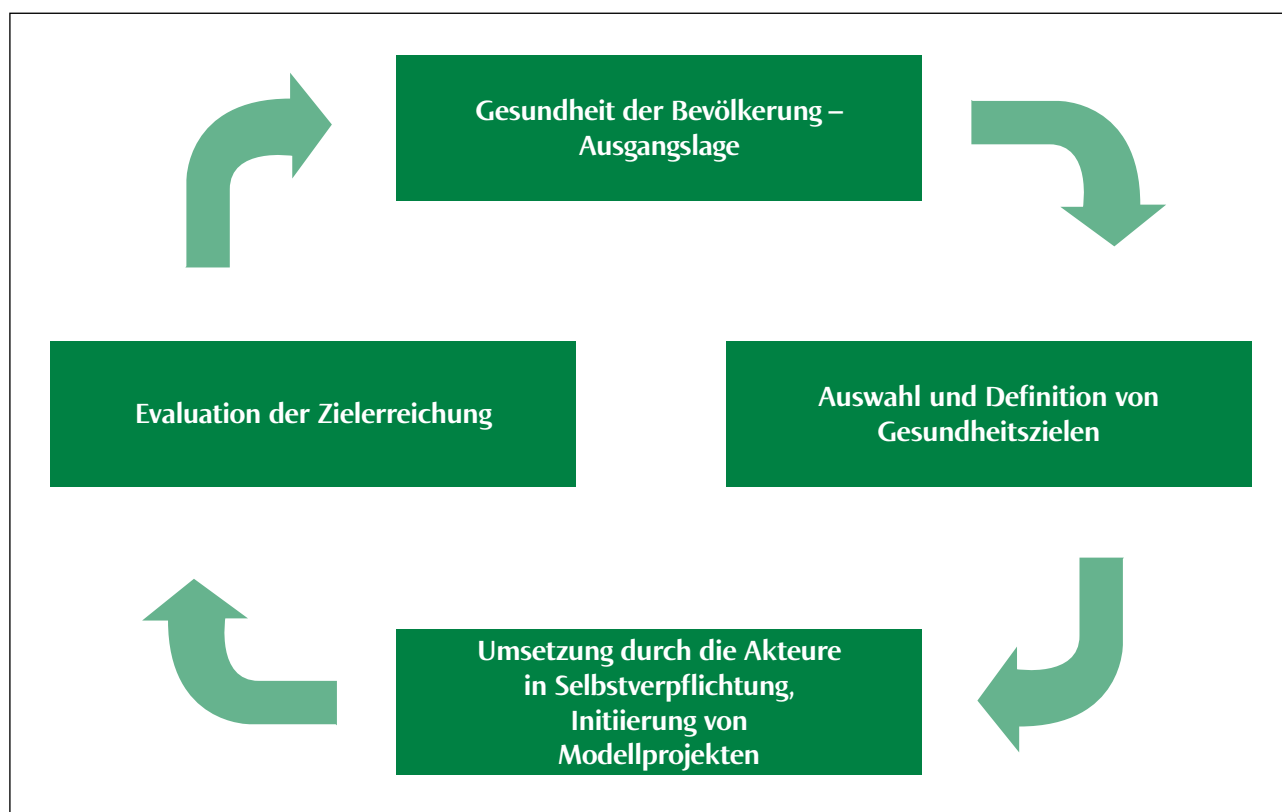 Gesundheit der Bevölkerung –
Ausgangslage
Auswahl und Definition von
Gesundheitszielen
Umsetzung durch die Akteure
in Selbstverpflichtung,
Initiierung von
Modellprojekten
Evaluation der Zielerreichung